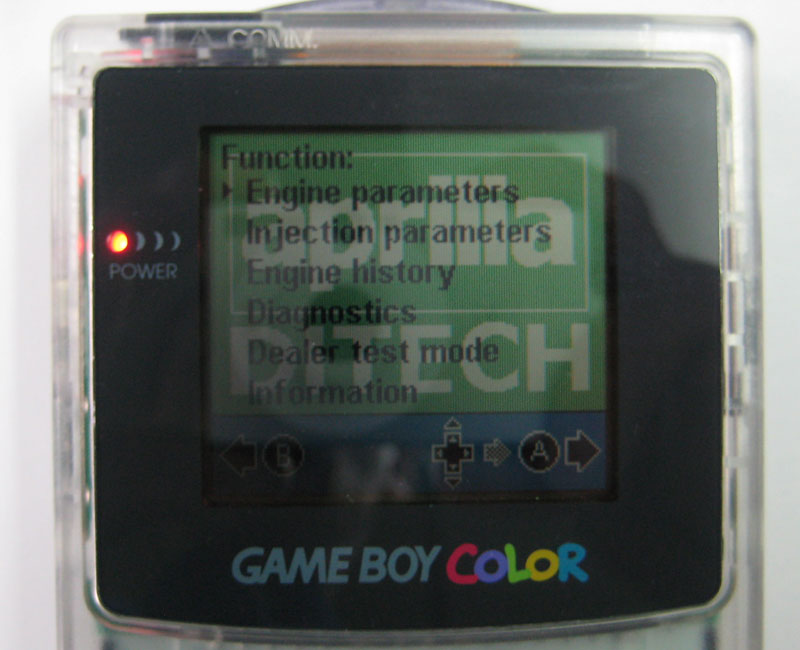 COMM.
Function:
Engine parameters
Injection parameters
Engine history
Diagnostics
Dealer test mode
Information
aprilia
DITECH
B
A
POWER
GAME BOY COLOR